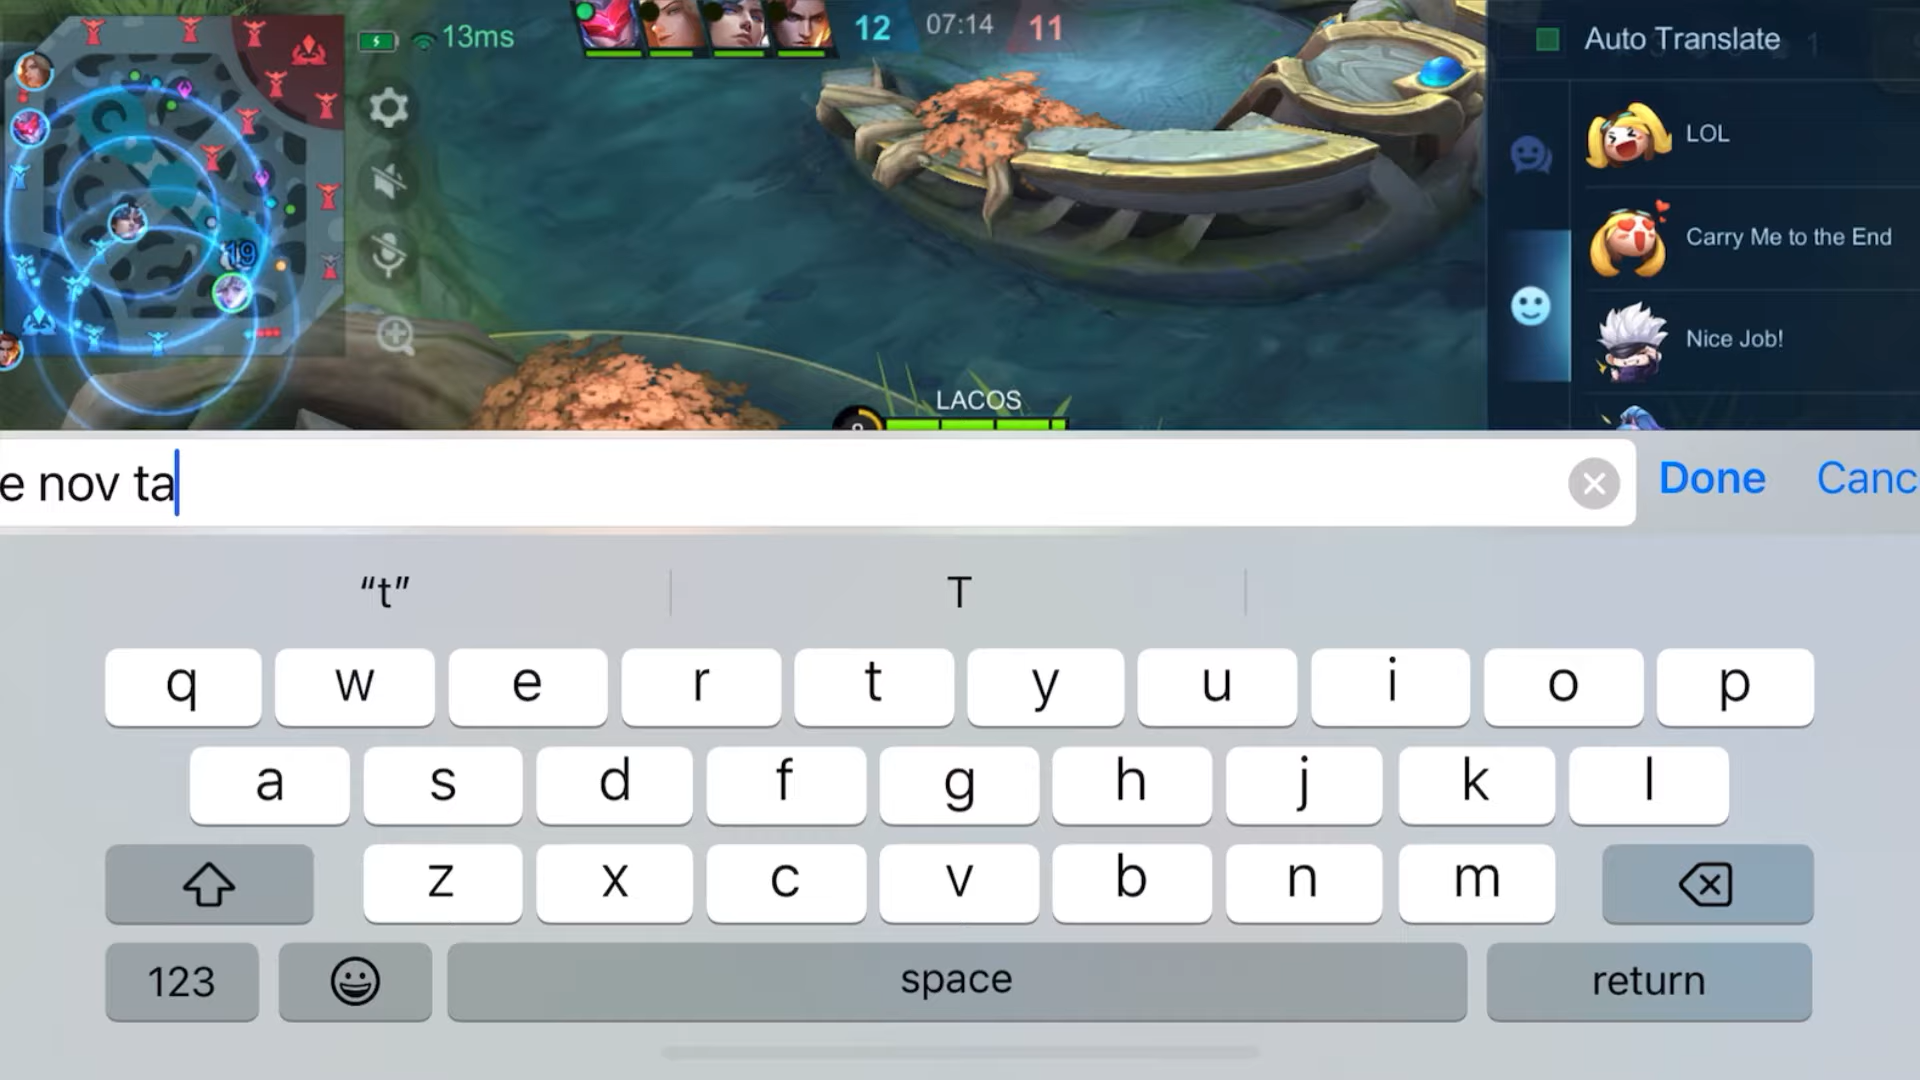 13ms
12 07:14 11
Auto Translate
LOL
Carry Me to the End
Nice Job!
19
LACOS
e nov ta
Done Canc
“t” T
q w e r t y u i o p
a s d f g h j k l
z x c v b n m
123 space return